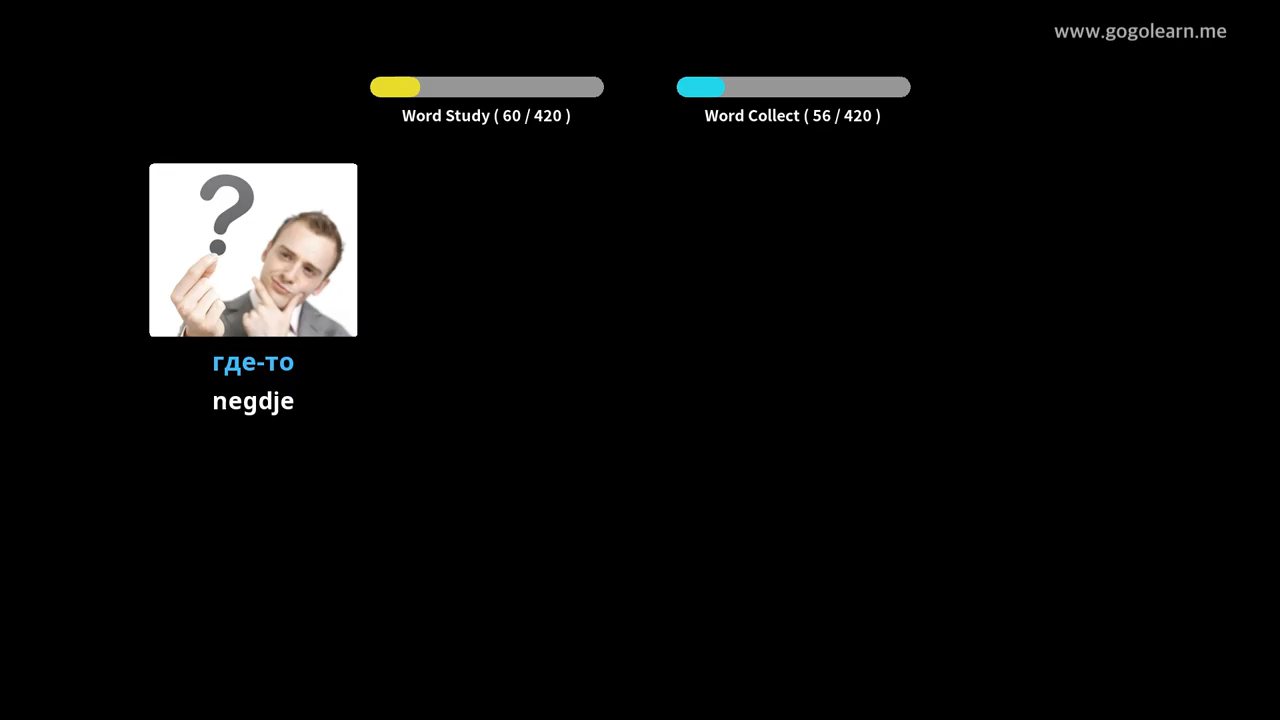 www.gogolearn.me
Word Study ( 60 / 420 )
Word Collect ( 56 / 420 )
?
где-то
negdje